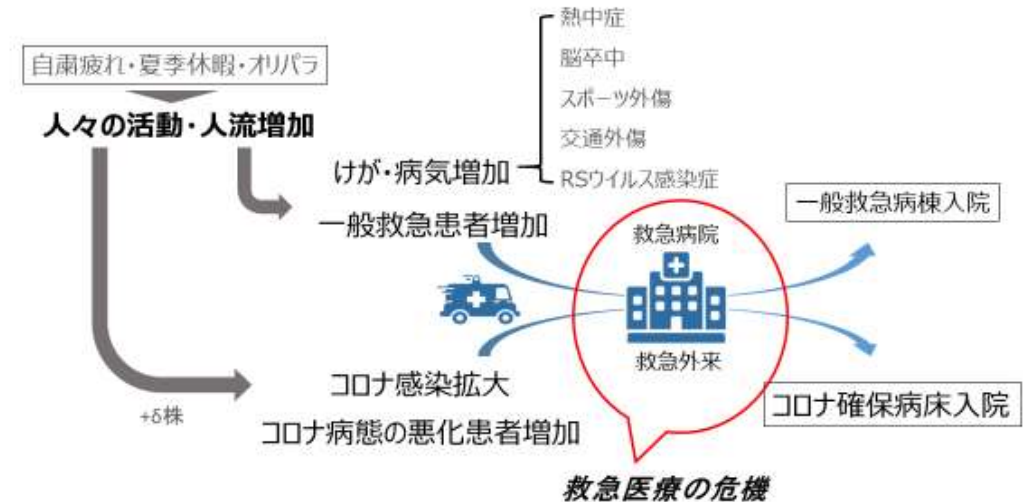 自粛疲れ・夏季休暇・オリパラ
人々の活動・人流増加
けが・病気増加
熱中症
脳卒中
スポーツ外傷
交通外傷
RSウイルス感染症
一般救急患者増加
救急病院
救急外来
一般救急病棟入院
+δ株
コロナ感染拡大
コロナ病態の悪化患者増加
コロナ確保病床入院
救急医療の危機